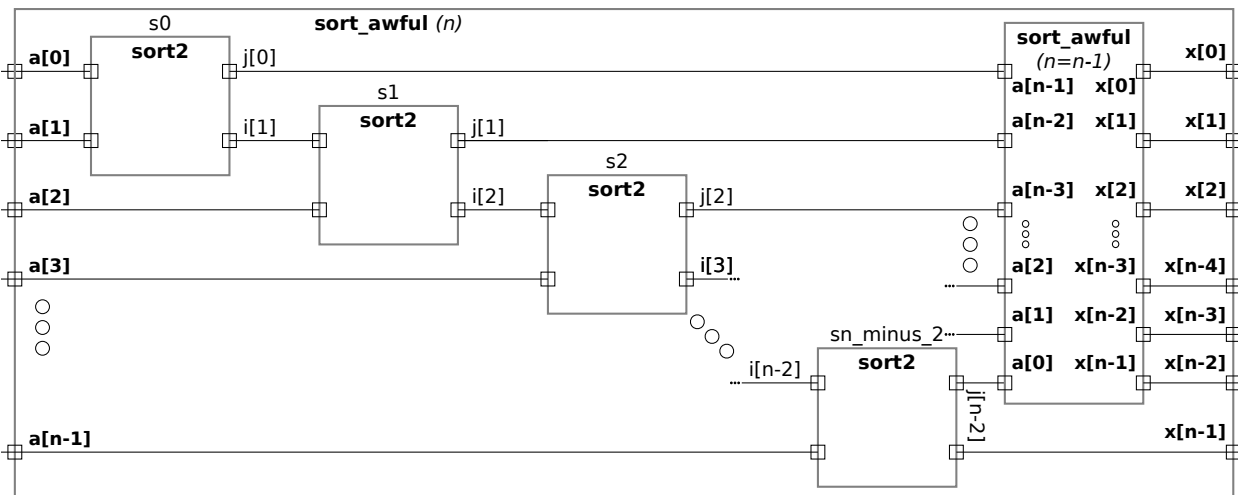 s0
sort_awful (n)
sort2
sort_awful
(n=n-1)
a[0]
j[0]
x[0]
a[n-1] x[0]
s1
sort2
a[1]
i[1]
j[1]
a[n-2] x[1]
x[1]
s2
sort2
a[2]
i[2]
j[2]
a[n-3] x[2]
x[2]
a[3]
i[3]
a[2] x[n-3]
x[n-4]
a[1] x[n-2]
x[n-3]
sn_minus_2
sort2
i[n-2]
j[n-2]
a[0] x[n-1]
x[n-2]
a[n-1]
x[n-1]